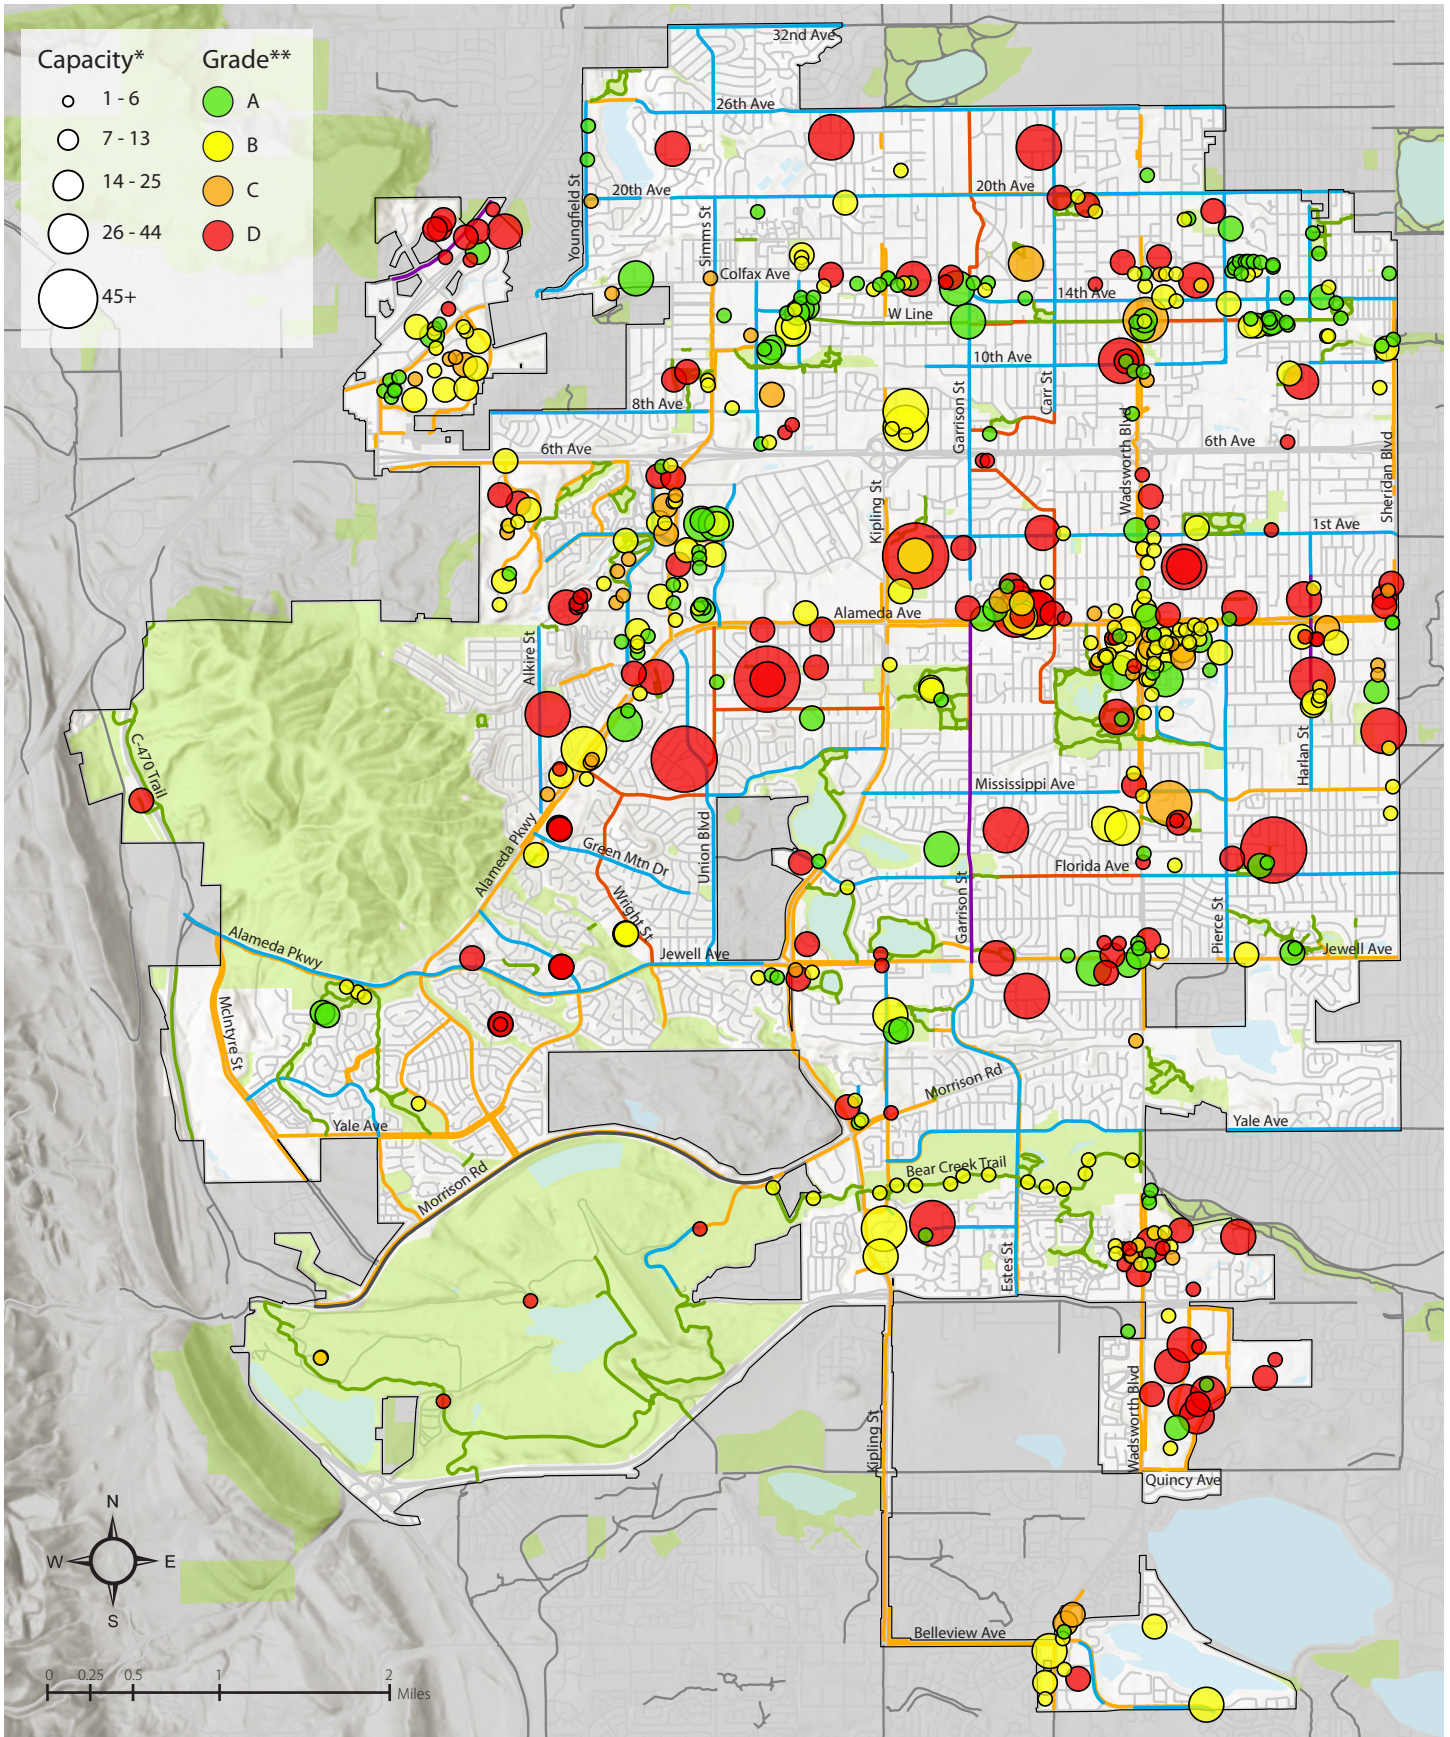 Capacity*
1 - 6
7 - 13
14 - 25
26 - 44
45+
Grade**
A
B
C
D
32nd Ave
26th Ave
20th Ave
20th Ave
Youngfield St
Simms St
Colfax Ave
14th Ave
W Line
10th Ave
Garrison St
Carr St
8th Ave
Wadsworth Blvd
6th Ave
6th Ave
Sheridan Blvd
Kipling St
1st Ave
Alameda Ave
Alkire St
C-470 Trail
Harlan St
Mississippi Ave
Alameda Pkwy
Green Mtn Dr
Union Blvd
Florida Ave
Wright St
Garrison St
Pierce St
Alameda Pkwy
Jewell Ave
Jewell Ave
McIntyre St
Morrison Rd
Yale Ave
Yale Ave
Bear Creek Trail
Morrison Rd
Estes St
Wadsworth Blvd
Kipling St
Quincy Ave
N
W
E
S
Belleview Ave
0
0.25
0.5
1
2
Miles